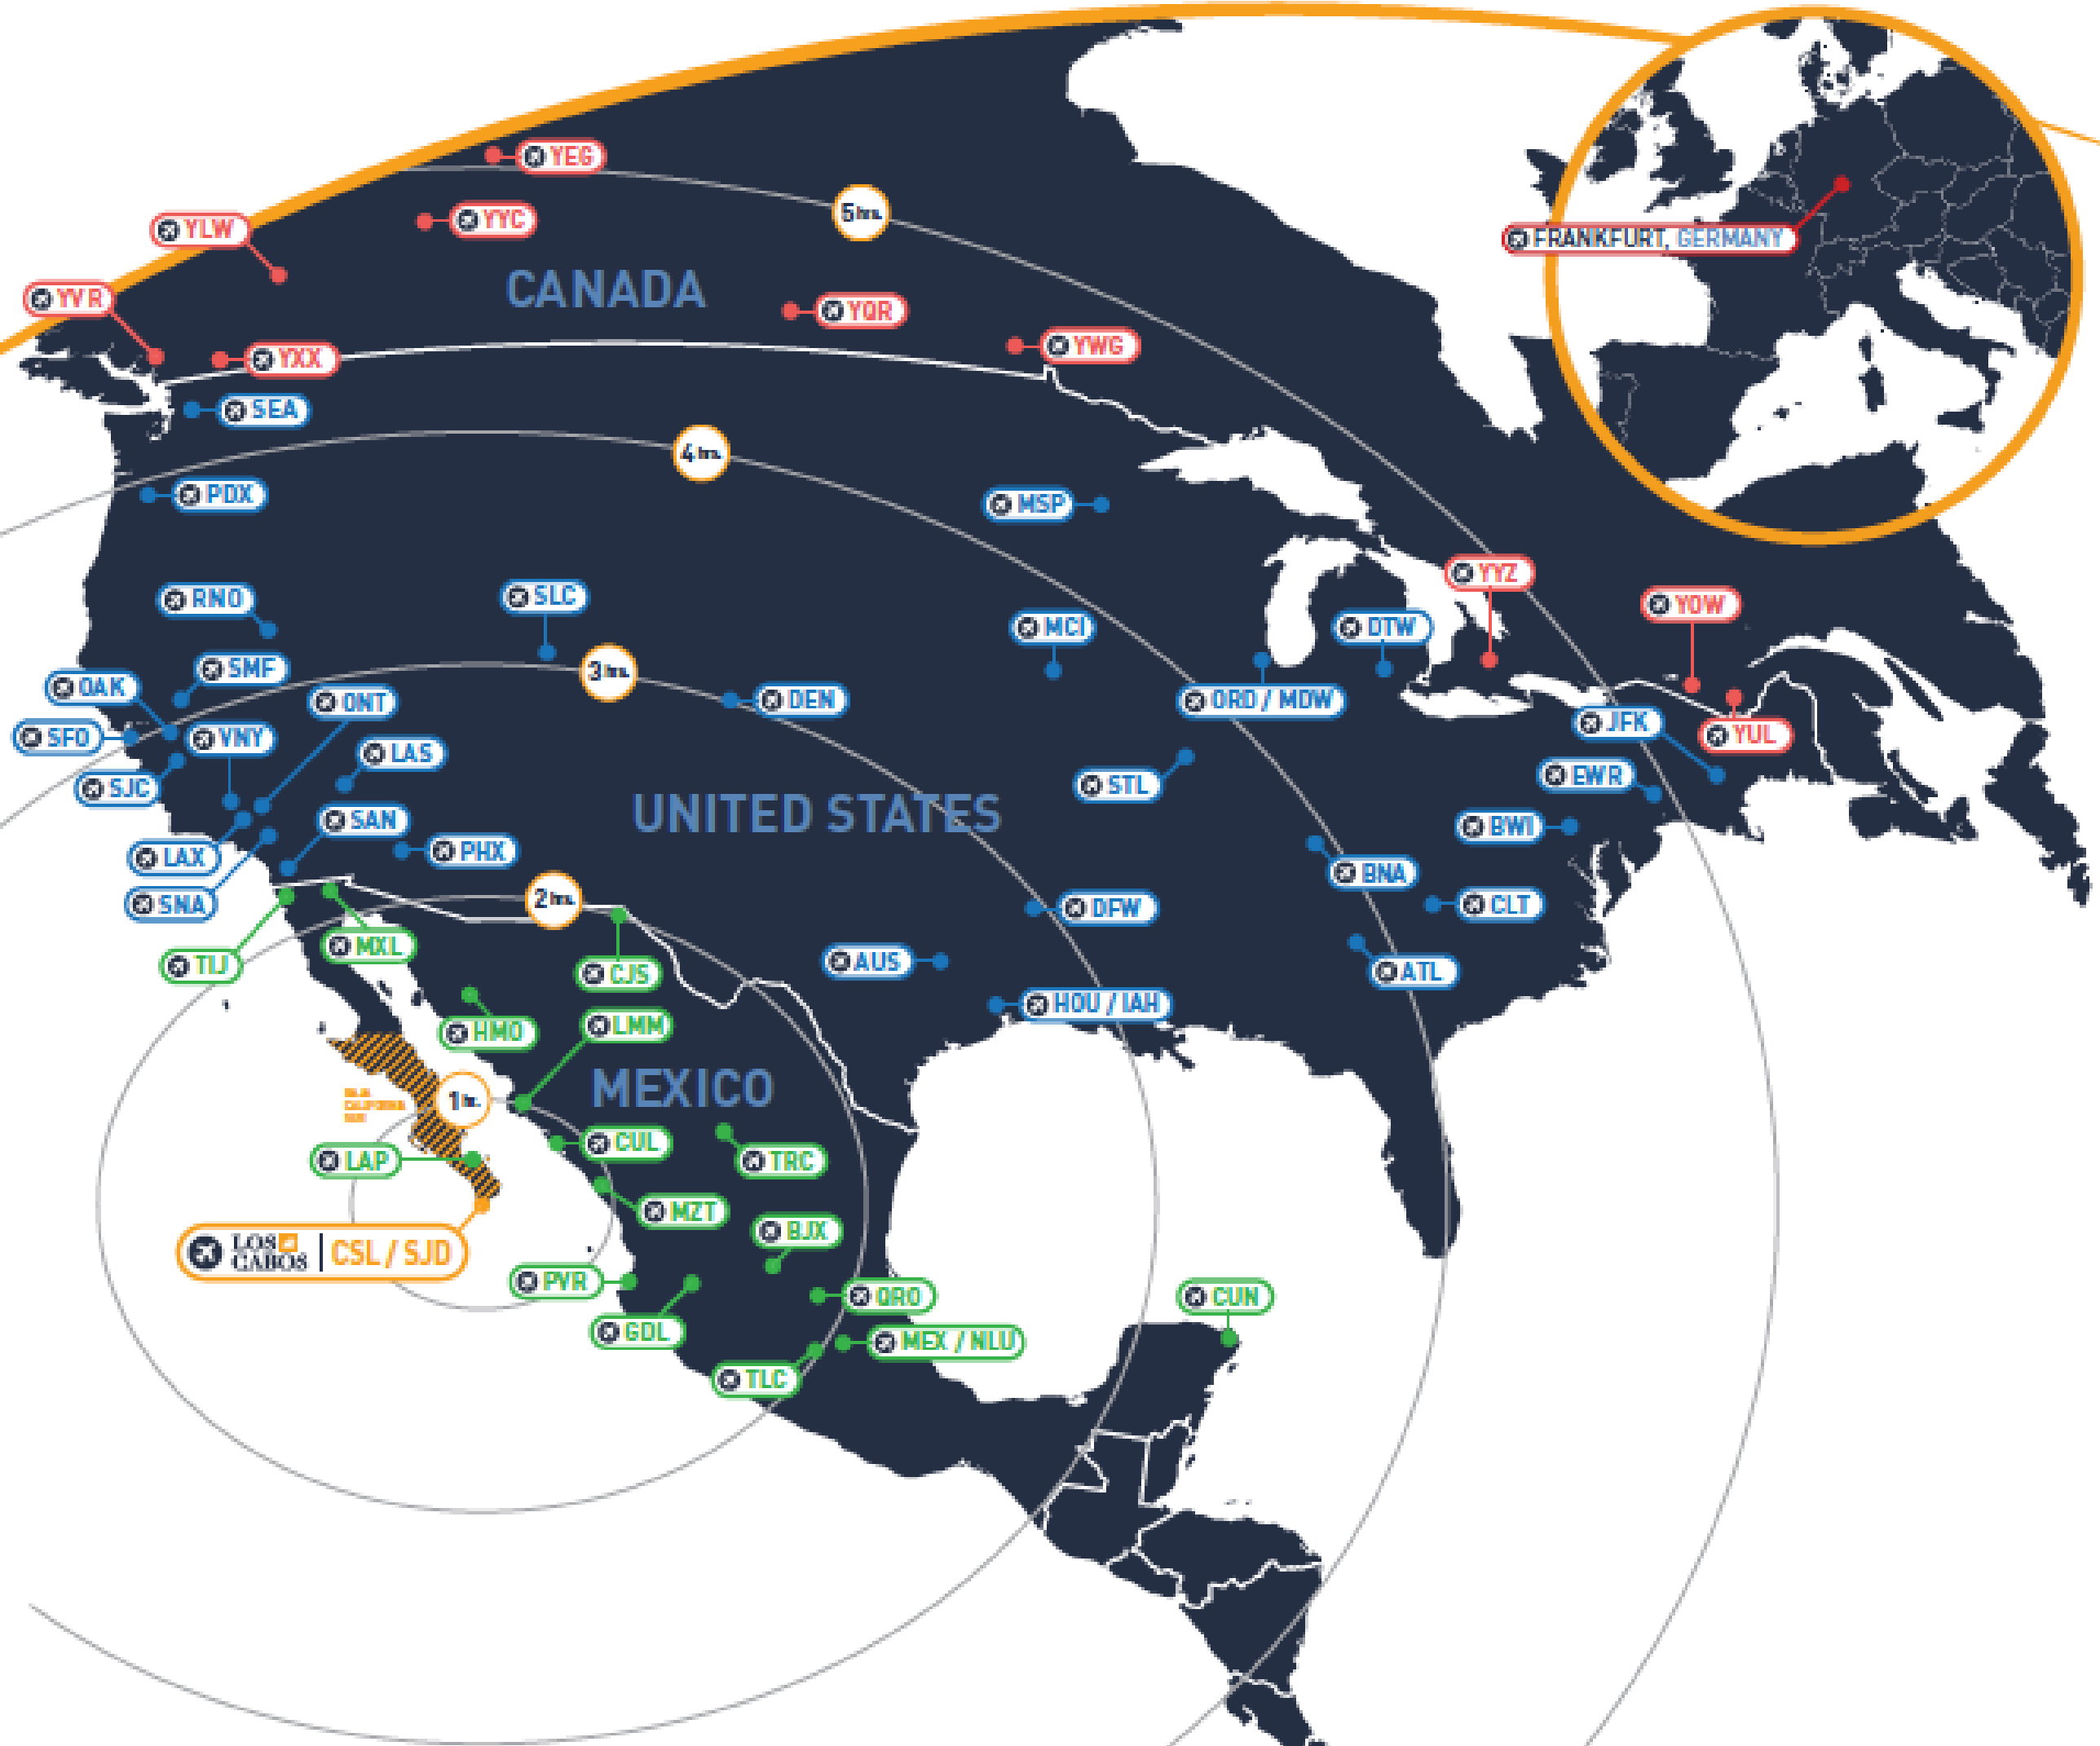 YEG
YYC
5 hrs.
YLW
FRANKFURT, GERMANY
CANADA
YVR
YQR
YWG
YXX
SEA
4 hrs.
PDX
MSP
YYZ
RNO
SLC
YOW
MCI
DTW
SMF
3 hrs.
OAK
ONT
DEN
ORD / MDW
JFK
SFO
VNY
YUL
LAS
SJC
STL
EWR
UNITED STATES
SAN
BWI
LAX
PHX
BNA
SNA
2 hrs.
DFW
CLT
MXL
TIJ
CJS
AUS
ATL
HMO
LMM
HOU / IAH
MEXICO
1 hr.
BAJA
CALIFORNIA
SUR
CUL
LAP
TRC
MZT
BJX
LOS
CABOS
CSL / SJD
PVR
QRO
CUN
GDL
MEX / NLU
TLC